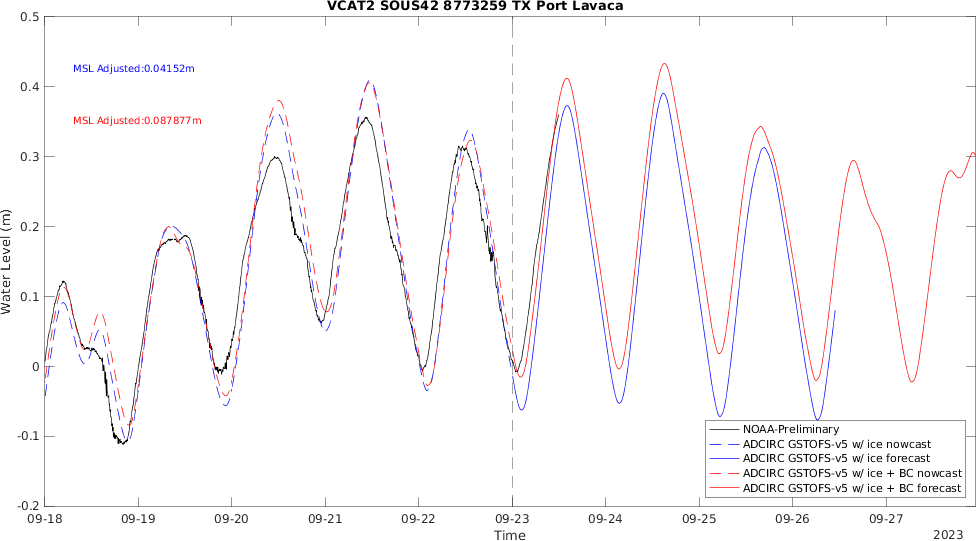 VCAT2 SOUS42 8773259 TX Port Lavaca
MSL Adjusted:0.04152m
MSL Adjusted:0.087877m
Water Level (m)
0.5
0.4
0.3
0.2
0.1
0
-0.1
-0.2
09-18 09-19 09-20 09-21 09-22 09-23 09-24 09-25 09-26 09-27
Time
2023
NOAA-Preliminary
ADCIRC GSTOFS-v5 w/ ice nowcast
ADCIRC GSTOFS-v5 w/ ice forecast
ADCIRC GSTOFS-v5 w/ ice + BC nowcast
ADCIRC GSTOFS-v5 w/ ice + BC forecast